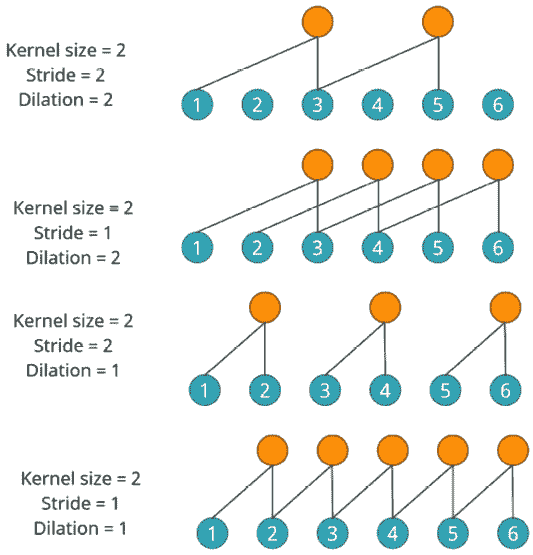 Kernel size = 2
Stride = 2
Dilation = 2
1 2 3 4 5 6
Kernel size = 2
Stride = 1
Dilation = 2
1 2 3 4 5 6
Kernel size = 2
Stride = 2
Dilation = 1
1 2 3 4 5 6
Kernel size = 2
Stride = 1
Dilation = 1
1 2 3 4 5 6